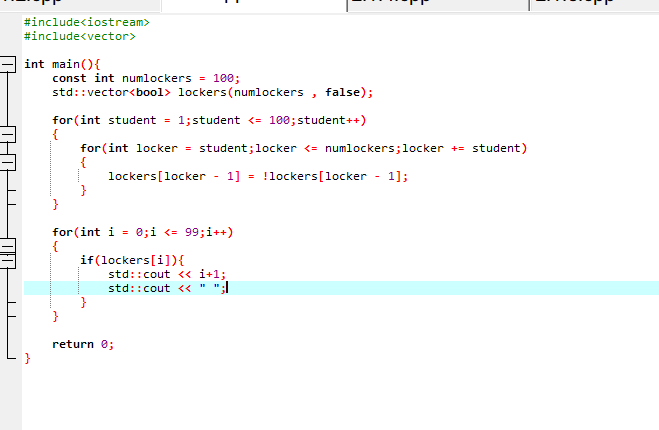 #include<iostream>
#include<vector>
int main(){
    const int numlockers = 100;
    std::vector<bool> lockers(numlockers , false);
    for(int student = 1;student <= 100;student++)
    {
        for(int locker = student;locker <= numlockers;locker += student)
        {
            lockers[locker - 1] = !lockers[locker - 1];
        }
    }
    for(int i = 0;i <= 99;i++)
    {
        if(lockers[i]){
            std::cout << i+1;
            std::cout << " ";
        }
    }
    return 0;
}